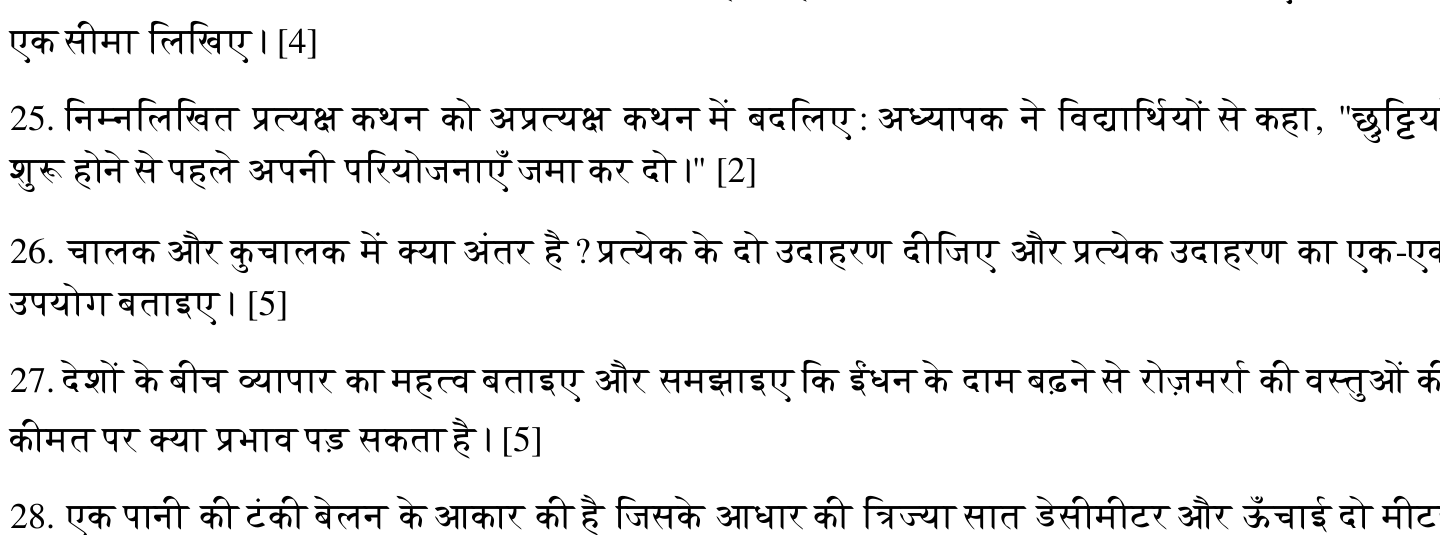 एक सीमा लिखिए। [4]
25. निम्नलिखित प्रत्यक्ष कथन को अप्रत्यक्ष कथन में बदलिए: अध्यापक ने विद्यार्थियों से कहा, "छुट्टियाँ
शुरू होने से पहले अपनी परियोजनाएँ जमा कर दो।" [2]
26. चालक और कुचालक में क्या अंतर है? प्रत्येक के दो उदाहरण दीजिए और प्रत्येक उदाहरण का एक-एक
उपयोग बताइए। [5]
27. देशों के बीच व्यापार का महत्व बताइए और समझाइए कि ईंधन के दाम बढ़ने से रोज़मर्रा की वस्तुओं की
कीमत पर क्या प्रभाव पड़ सकता है। [5]
28. एक पानी की टंकी बेलन के आकार की है जिसके आधार की त्रिज्या सात डेसीमीटर और ऊँचाई दो मीटर